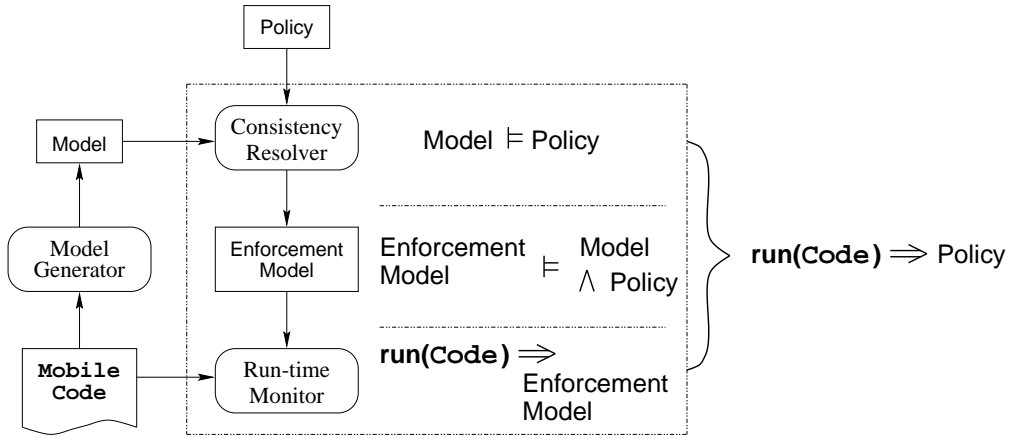 Policy
Consistency
Resolver
Model ⊨ Policy
Model
Enforcement
Model
Enforcement
Model
⊨
Model
∧ Policy
run(Code) ⟹ Policy
Model
Generator
Mobile
Code
Run-time
Monitor
run(Code) ⟹
Enforcement
Model